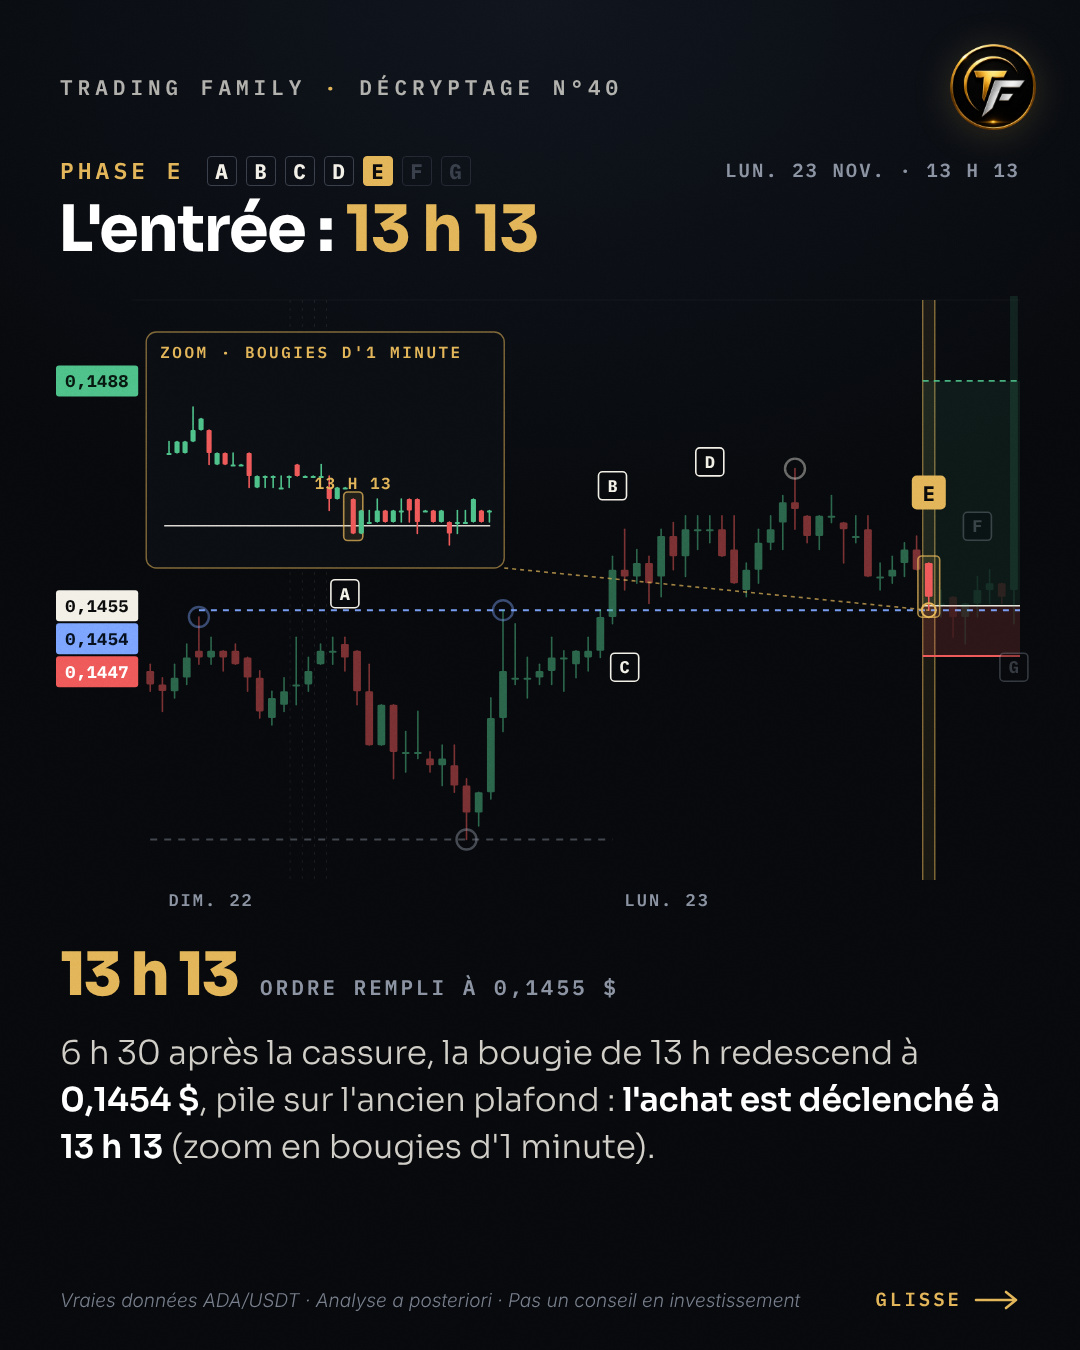 TRADING FAMILY · DÉCRYPTAGE N°40
TF
PHASE E A B C D E F G
LUN. 23 NOV. · 13 H 13
L'entrée : 13 h 13
ZOOM · BOUGIES D'1 MINUTE
13 H 13
0,1488
0,1455
0,1454
0,1447
A
B
C
D
E
F
G
DIM. 22
LUN. 23
13 h 13 ORDRE REMPLI À 0,1455 $
6 h 30 après la cassure, la bougie de 13 h redescend à
0,1454 $, pile sur l'ancien plafond : l'achat est déclenché à
13 h 13 (zoom en bougies d'1 minute).
Vraies données ADA/USDT · Analyse a posteriori · Pas un conseil en investissement
GLISSE